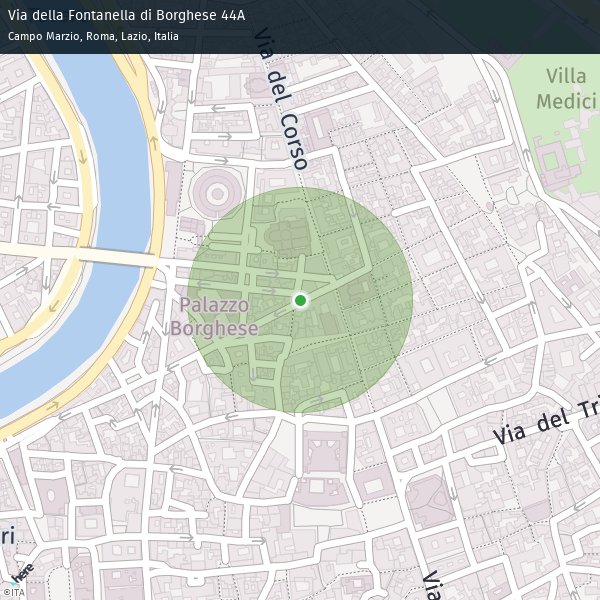 Via della Fontanella di Borghese 44A
Campo Marzio, Roma, Lazio, Italia
Via del Corso
Villa
Medici
Palazzo
Borghese
Via del Tri
ri
Via
here
©ITA